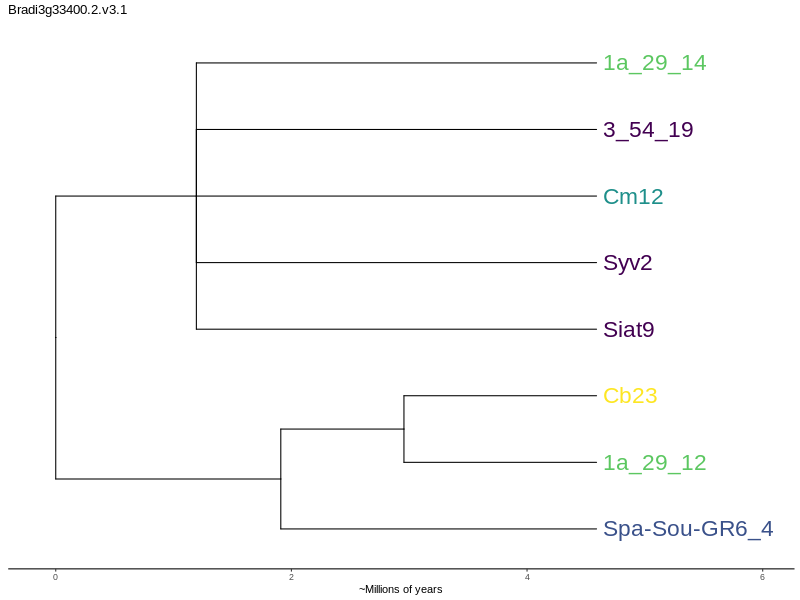 Bradi3g33400.2.v3.1
1a_29_14
3_54_19
Cm12
Syv2
Siat9
Cb23
1a_29_12
Spa-Sou-GR6_4
0 2 4 6
~Millions of years